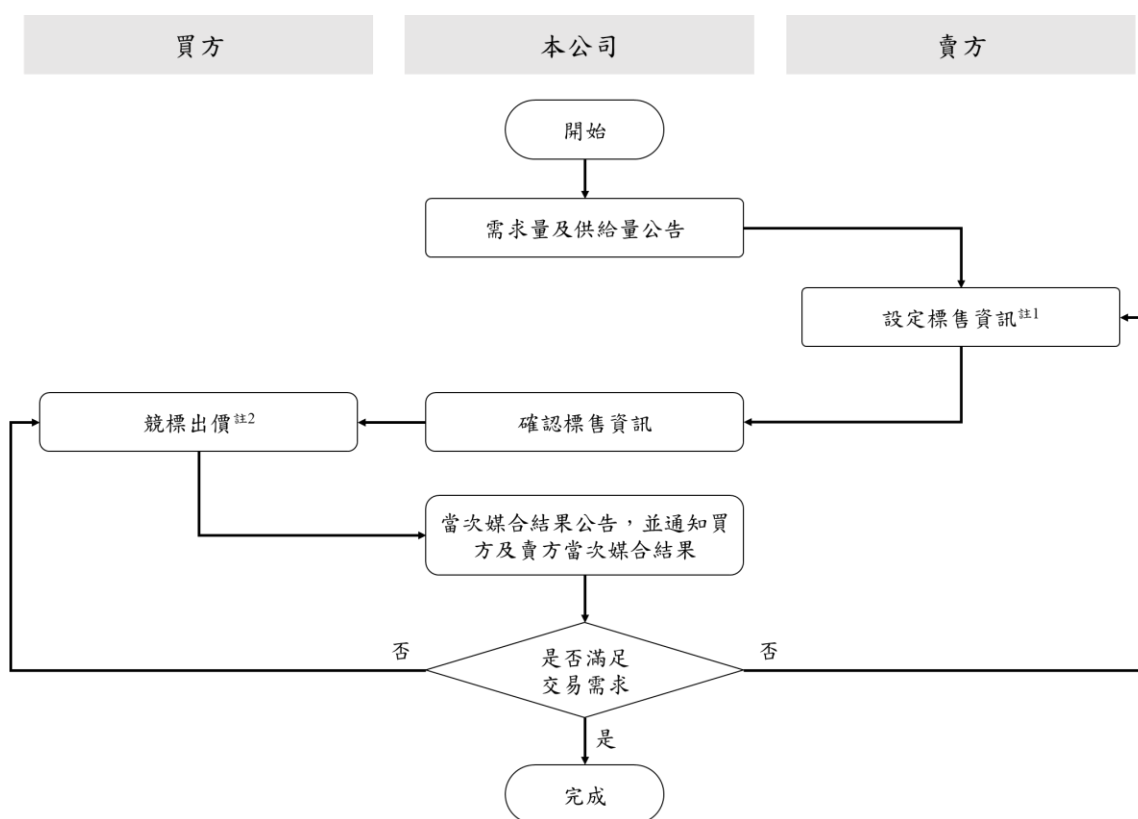 買方
本公司
賣方
開始
需求量及供給量公告
設定標售資訊註1
競標出價註2
確認標售資訊
當次媒合結果公告,並通知買
方及賣方當次媒合結果
否
是否滿足
交易需求
否
是
完成